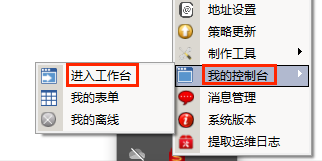 地址设置
策略更新
制作工具
我的控制台
消息管理
系统版本
提取运维日志
进入工作台
我的表单
我的离线